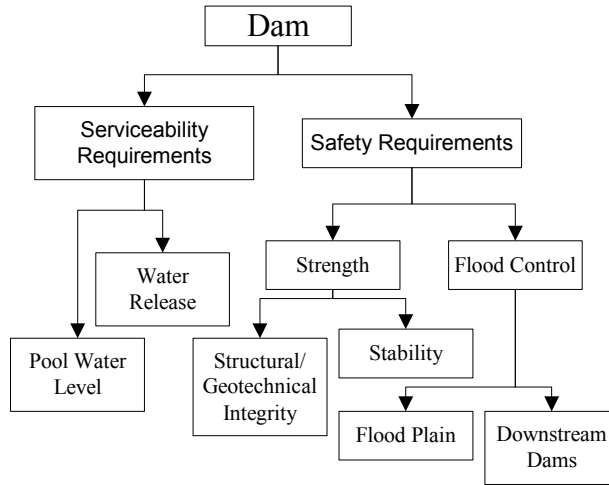 Dam
Serviceability
Requirements
Safety Requirements
Water
Release
Strength
Flood Control
Pool Water
Level
Structural/
Geotechnical
Integrity
Stability
Flood Plain
Downstream
Dams